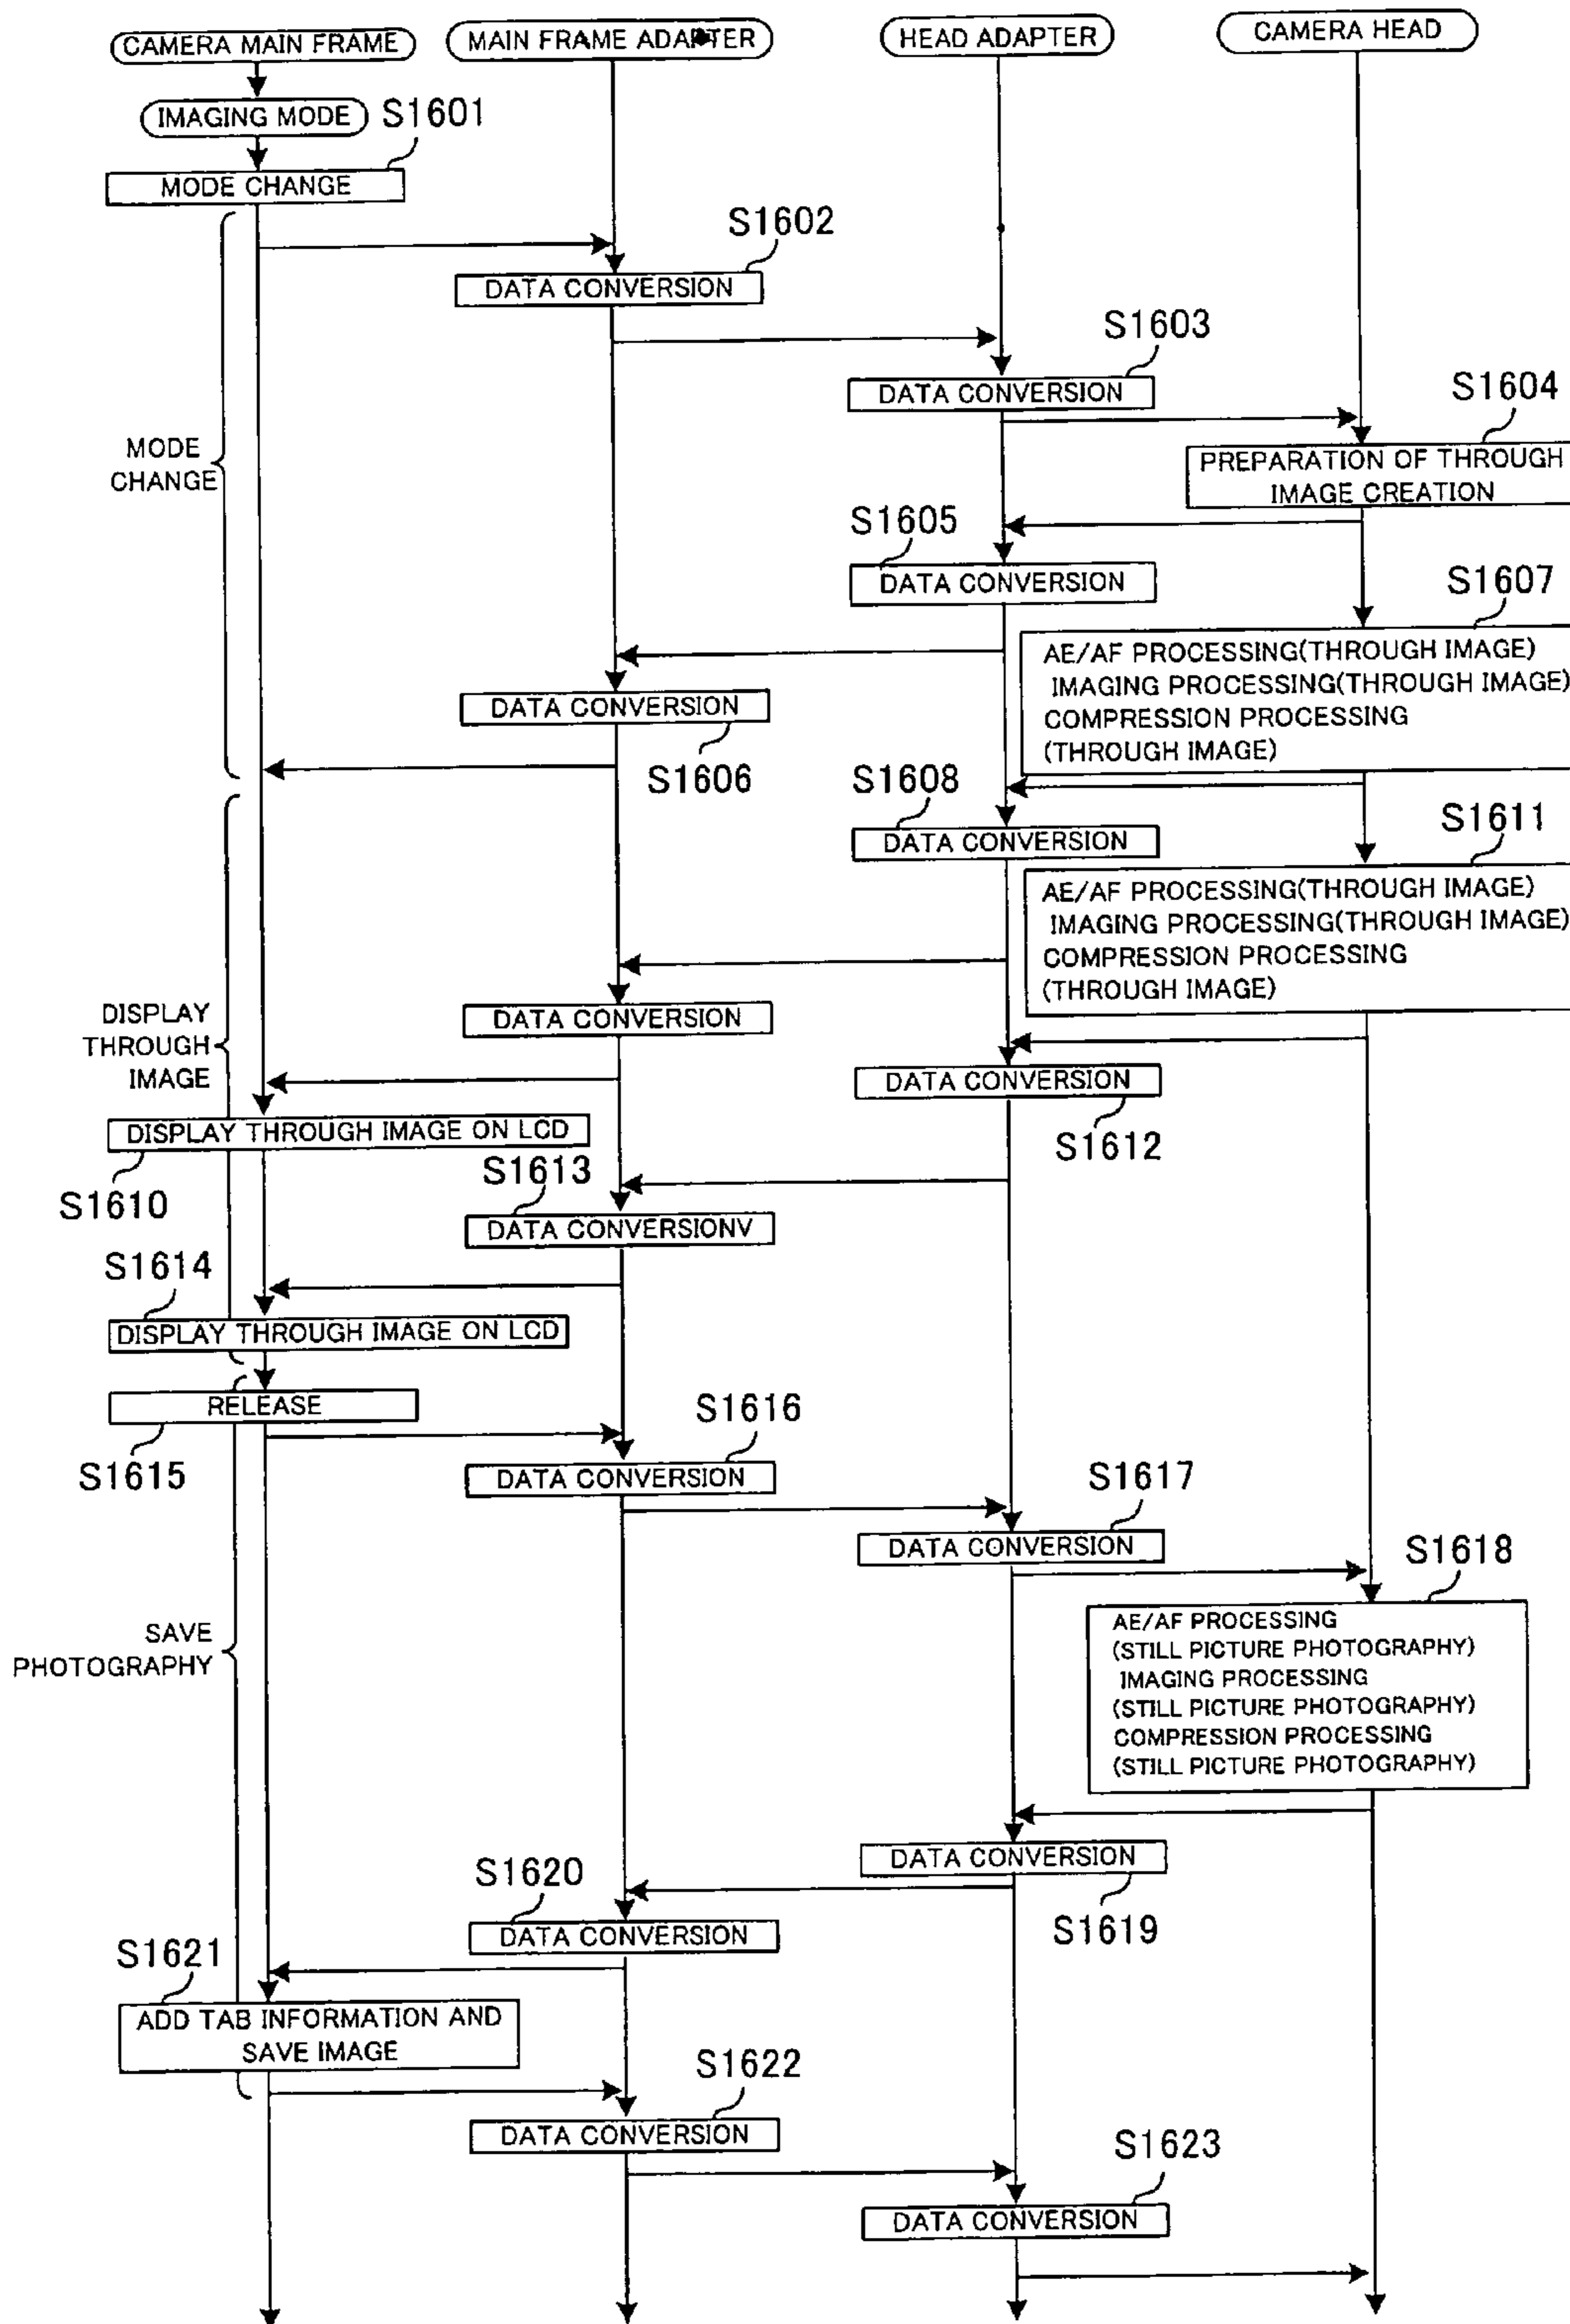 CAMERA MAIN FRAME
MAIN FRAME ADAPTER
HEAD ADAPTER
CAMERA HEAD
IMAGING MODE
S1601
MODE CHANGE
S1602
DATA CONVERSION
S1603
DATA CONVERSION
S1604
PREPARATION OF THROUGH
IMAGE CREATION
MODE
CHANGE
S1605
DATA CONVERSION
S1607
AE/AF PROCESSING(THROUGH IMAGE)
IMAGING PROCESSING(THROUGH IMAGE)
COMPRESSION PROCESSING
(THROUGH IMAGE)
DATA CONVERSION
S1606
S1608
DATA CONVERSION
S1611
AE/AF PROCESSING(THROUGH IMAGE)
IMAGING PROCESSING(THROUGH IMAGE)
COMPRESSION PROCESSING
(THROUGH IMAGE)
DISPLAY
THROUGH
IMAGE
DATA CONVERSION
DATA CONVERSION
S1612
DISPLAY THROUGH IMAGE ON LCD
S1610
S1613
DATA CONVERSIONV
S1614
DISPLAY THROUGH IMAGE ON LCD
RELEASE
S1615
S1616
DATA CONVERSION
S1617
DATA CONVERSION
S1618
AE/AF PROCESSING
(STILL PICTURE PHOTOGRAPHY)
IMAGING PROCESSING
(STILL PICTURE PHOTOGRAPHY)
COMPRESSION PROCESSING
(STILL PICTURE PHOTOGRAPHY)
SAVE
PHOTOGRAPHY
DATA CONVERSION
S1619
S1620
DATA CONVERSION
S1621
ADD TAB INFORMATION AND
SAVE IMAGE
S1622
DATA CONVERSION
S1623
DATA CONVERSION